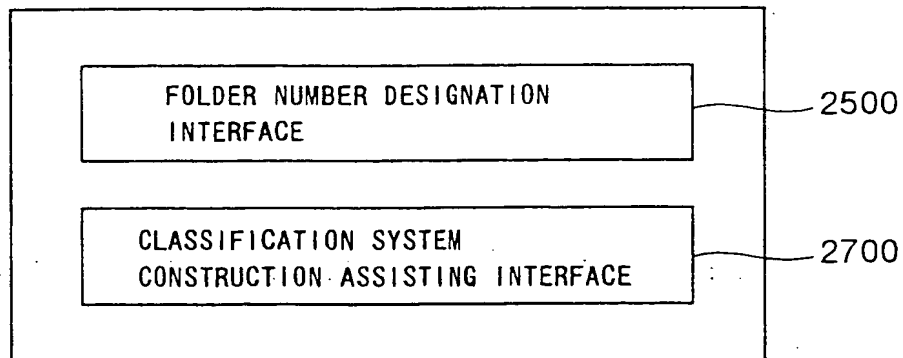 FOLDER NUMBER DESIGNATION
INTERFACE
2500
CLASSIFICATION SYSTEM
CONSTRUCTION ASSISTING INTERFACE
2700